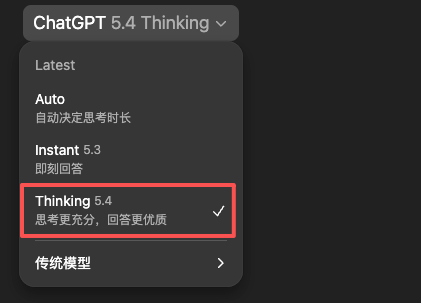 ChatGPT 5.4 Thinking
Latest
Auto
自动决定思考时长
Instant 5.3
即刻回答
Thinking 5.4
思考更充分，回答更优质
传统模型